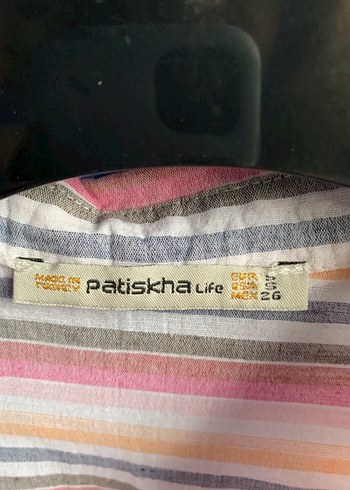 MADE IN
TURKEY
Patiskha Life
EUR S
USA S
MEX 26